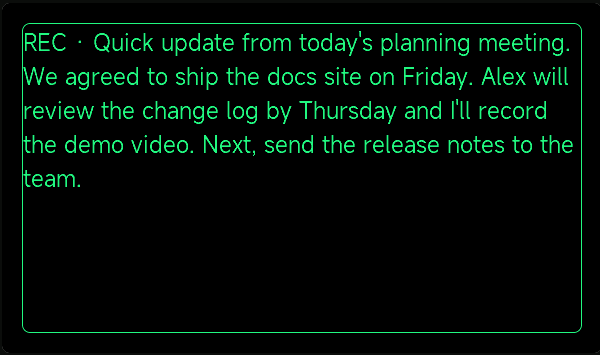 REC · Quick update from today's planning meeting.
We agreed to ship the docs site on Friday. Alex will
review the change log by Thursday and I'll record
the demo video. Next, send the release notes to the
team.